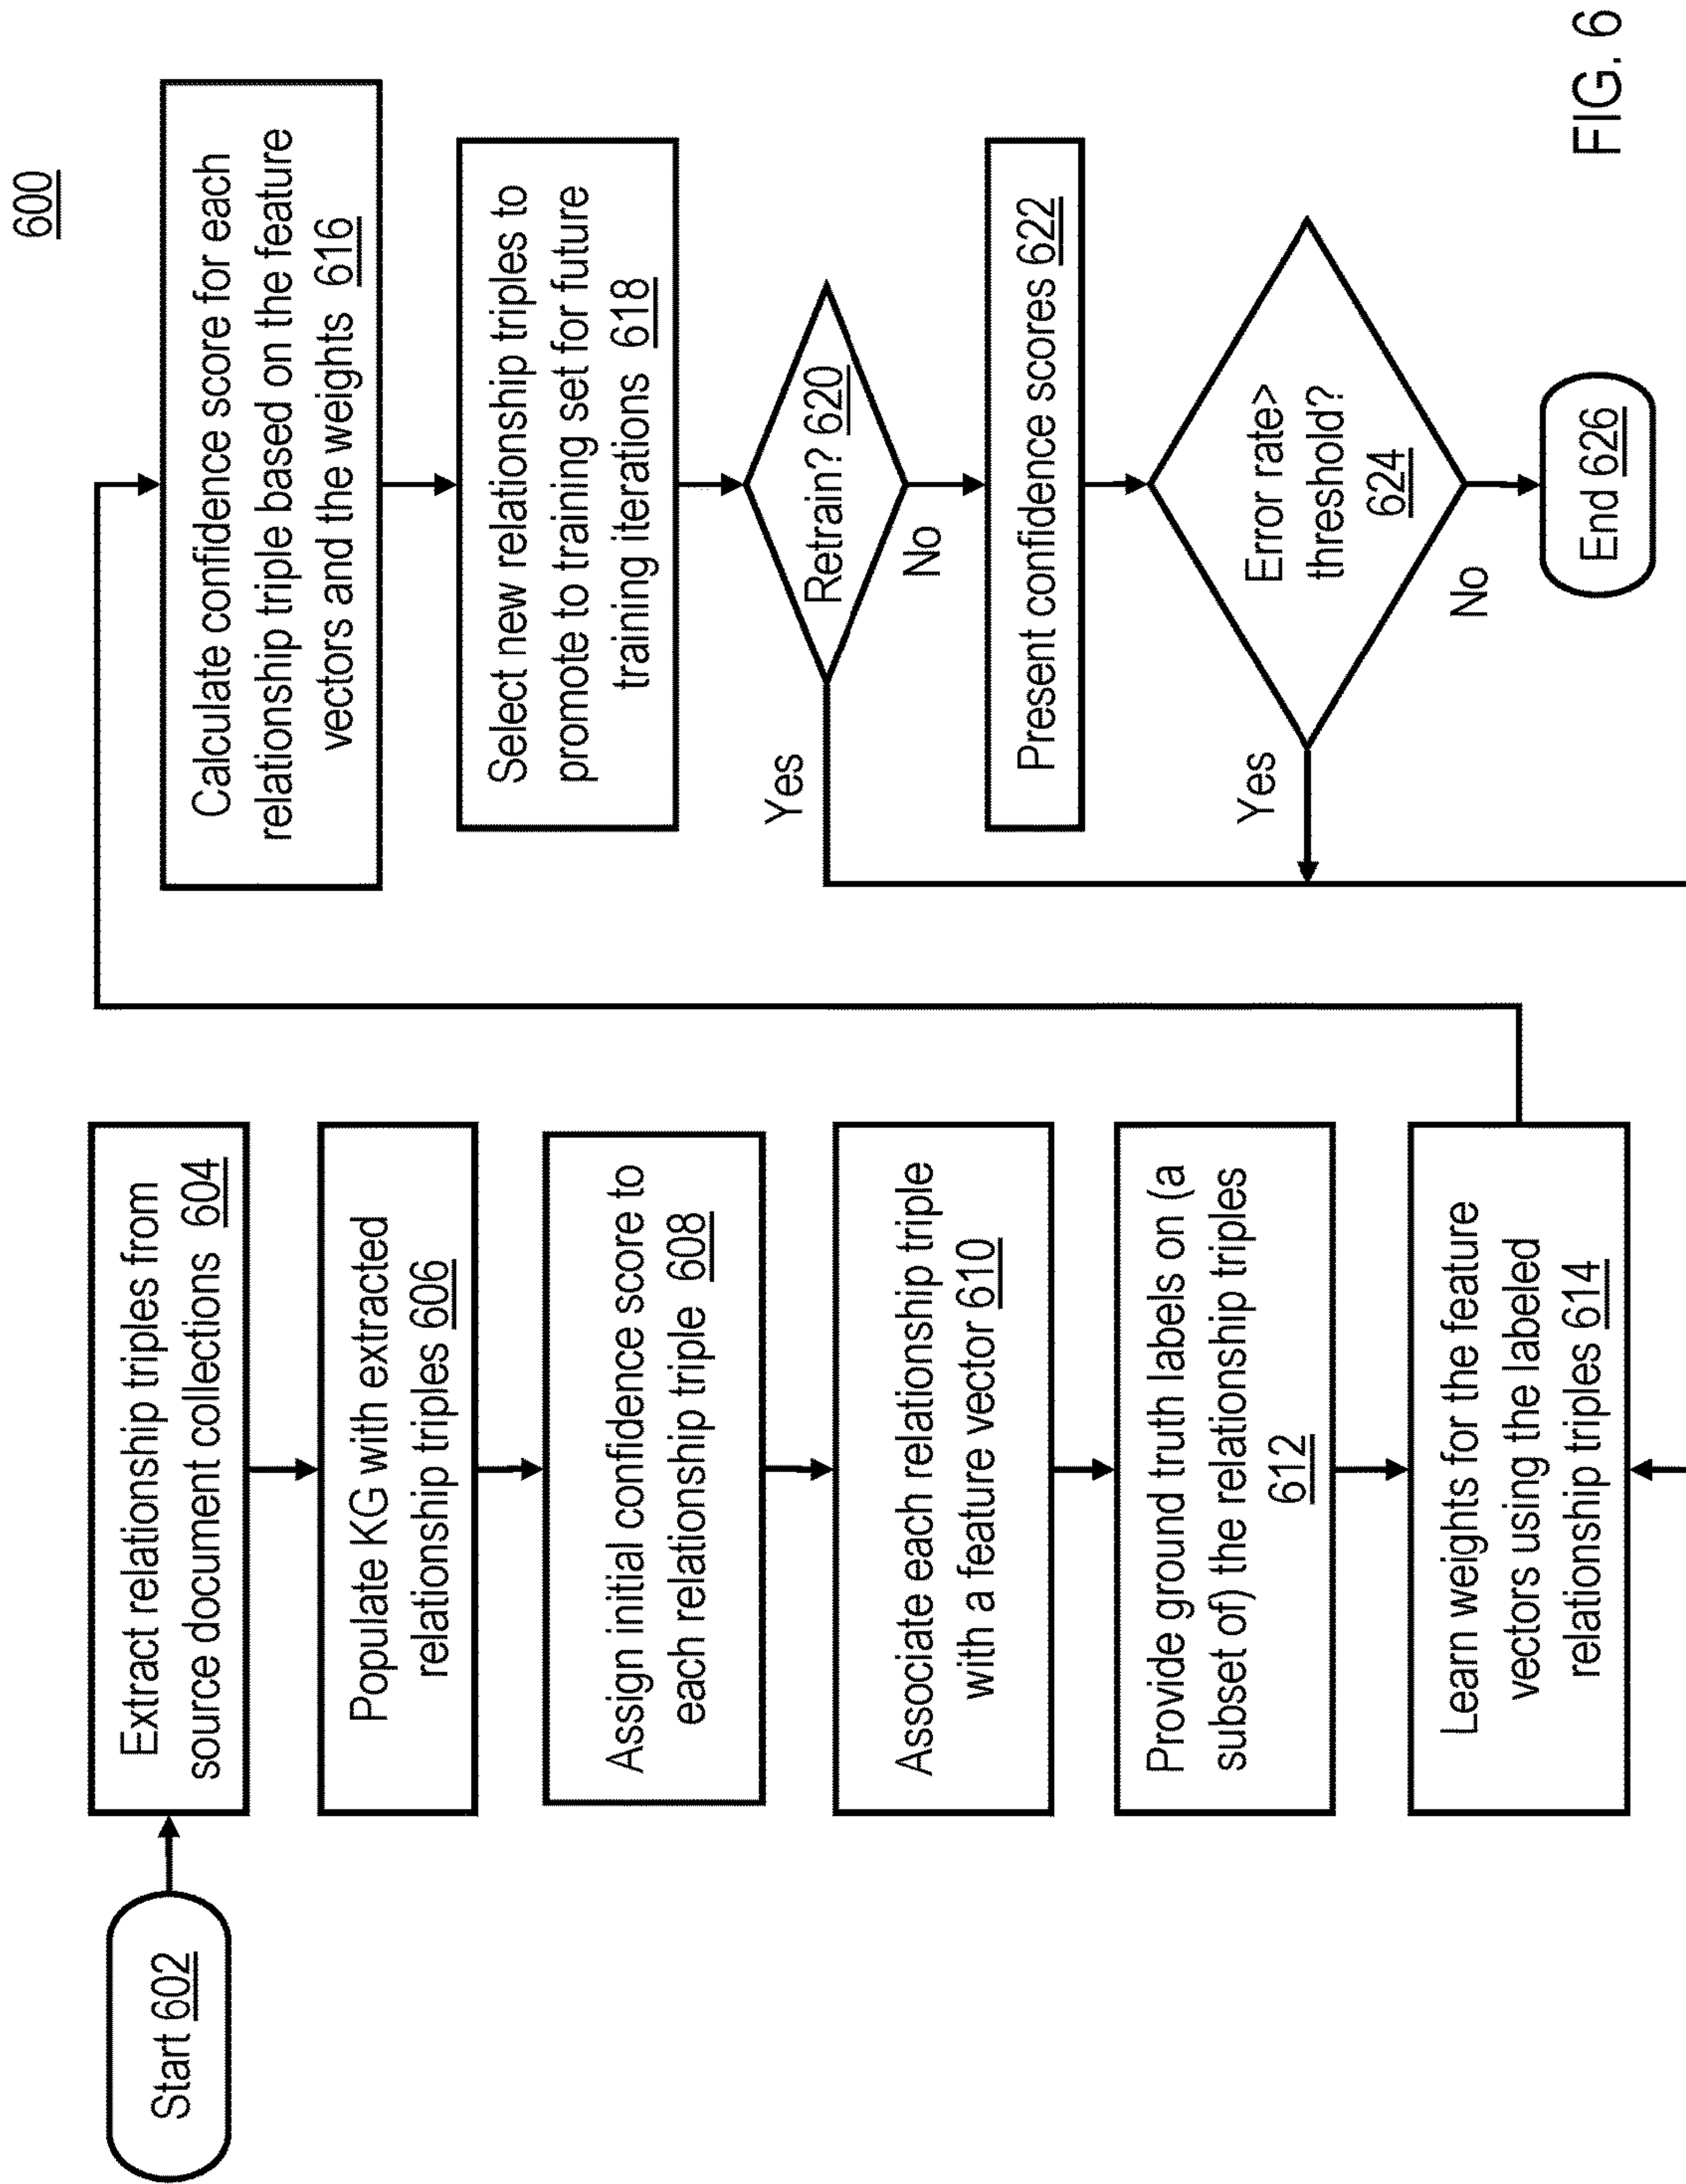 600
Start 602
Extract relationship triples from
source document collections 604
Populate KG with extracted
relationship triples 606
Assign initial confidence score to
each relationship triple 608
Associate each relationship triple
with a feature vector 610
Provide ground truth labels on (a
subset of) the relationship triples
612
Learn weights for the feature
vectors using the labeled
relationship triples 614
Calculate confidence score for each
relationship triple based on the feature
vectors and the weights 616
Select new relationship triples to
promote to training set for future
training iterations 618
Retrain? 620
Yes
No
Present confidence scores 622
Error rate>
threshold?
624
Yes
No
End 626
FIG. 6